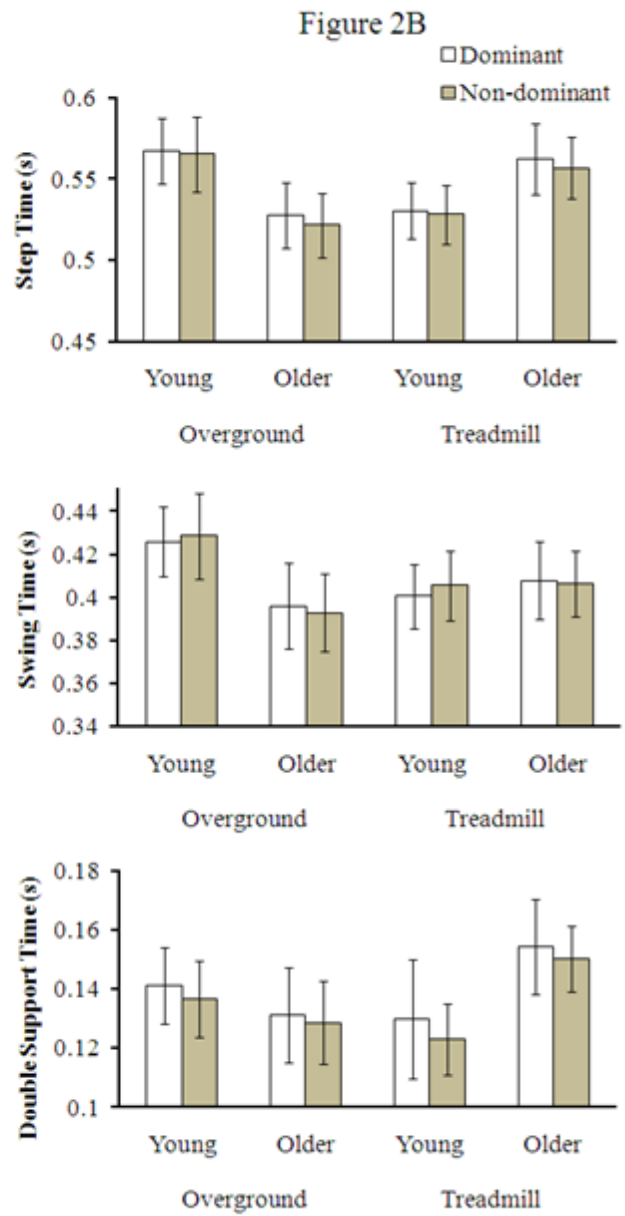 Figure 2B
Dominant
Non-dominant
Step Time (s)
0.6
0.55
0.5
0.45
Young Older Young Older
Overground Treadmill
Swing Time (s)
0.44
0.42
0.4
0.38
0.36
0.34
Young Older Young Older
Overground Treadmill
Double Support Time (s)
0.18
0.16
0.14
0.12
0.1
Young Older Young Older
Overground Treadmill